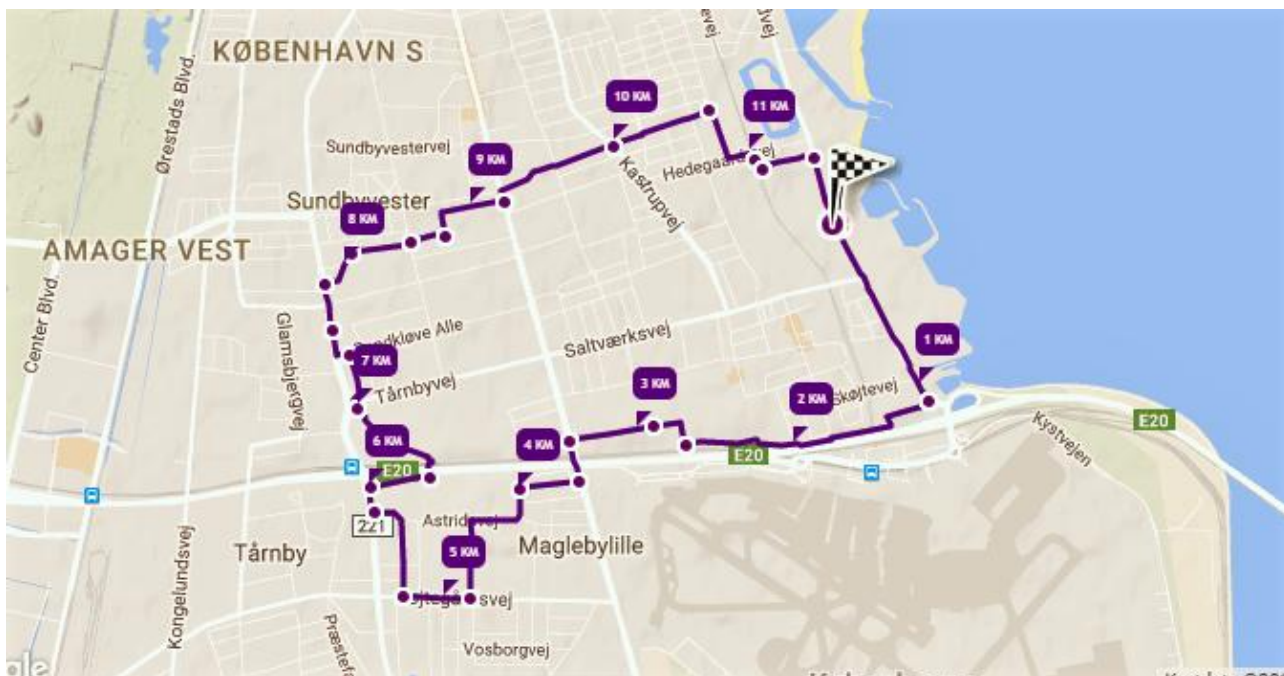 KØBENHAVN S
Ørestads Blvd.
10 KM
11 KM
Sundbyvestervej
9 KM
Hedegaardsvej
Kastrupvej
Sundbyvester
8 KM
AMAGER VEST
Center Blvd.
Glamsbjergvej
Saltværksvej
7 KM
1 KM
Tårnbyvej
3 KM
2 KM
Skøjtevej
6 KM
4 KM
E20
E20
E20
Kystvejen
221
Tårnby
Maglebylille
5 KM
Kongelundsvej
Vosborgvej